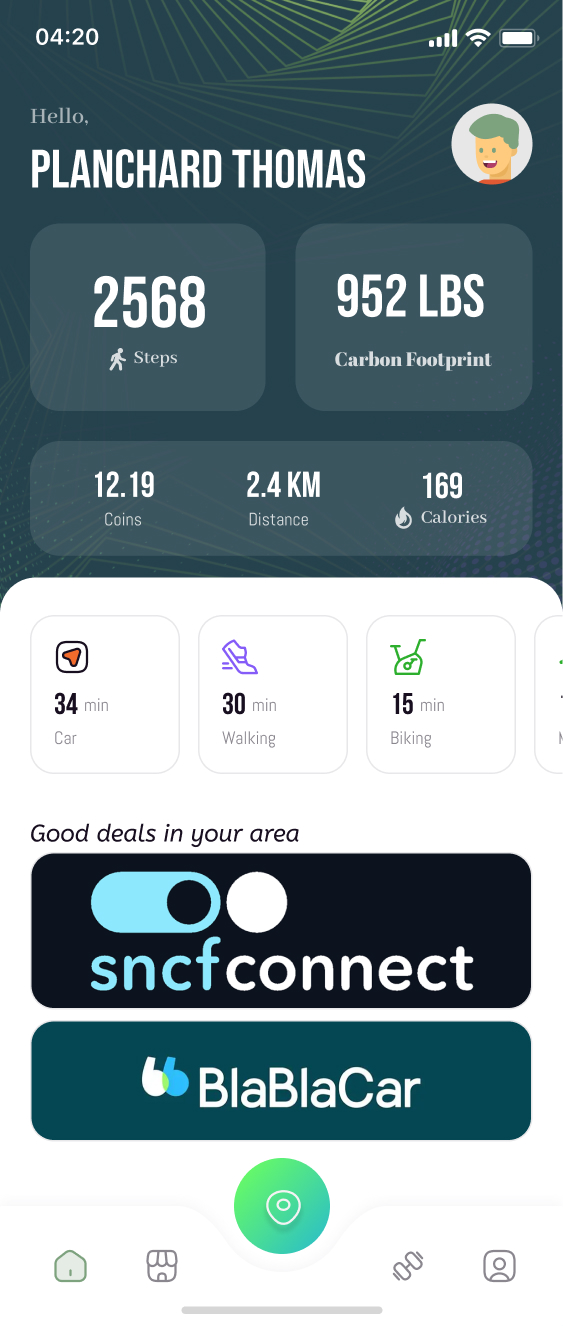 04:20
Hello,
PLANCHARD THOMAS
2568
Steps
952 LBS
Carbon Footprint
12.19
Coins
2.4 KM
Distance
169
Calories
34 min
Car
30 min
Walking
15 min
Biking
Good deals in your area
sncfconnect
BlaBlaCar